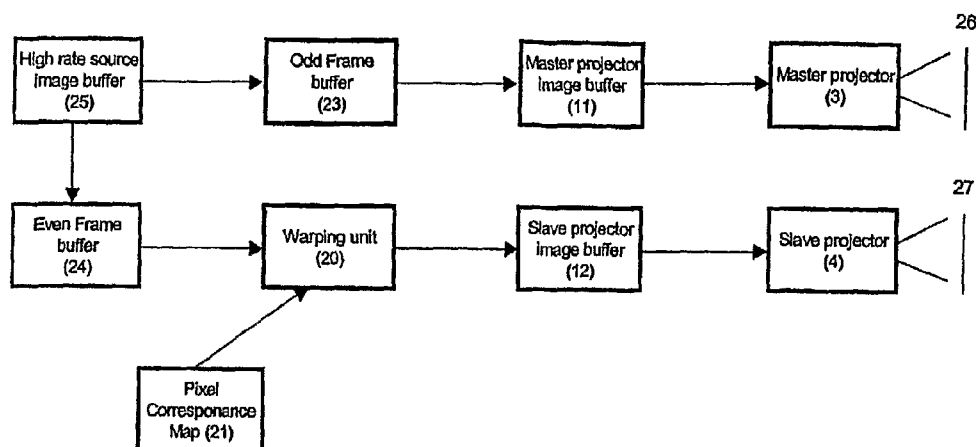 26
High rate source
image buffer
(25)
Odd Frame
buffer
(23)
Master projector
image buffer
(11)
Master projector
(3)
27
Even Frame
buffer
(24)
Warping unit
(20)
Slave projector
image buffer
(12)
Slave projector
(4)
Pixel
Corresponance
Map (21)